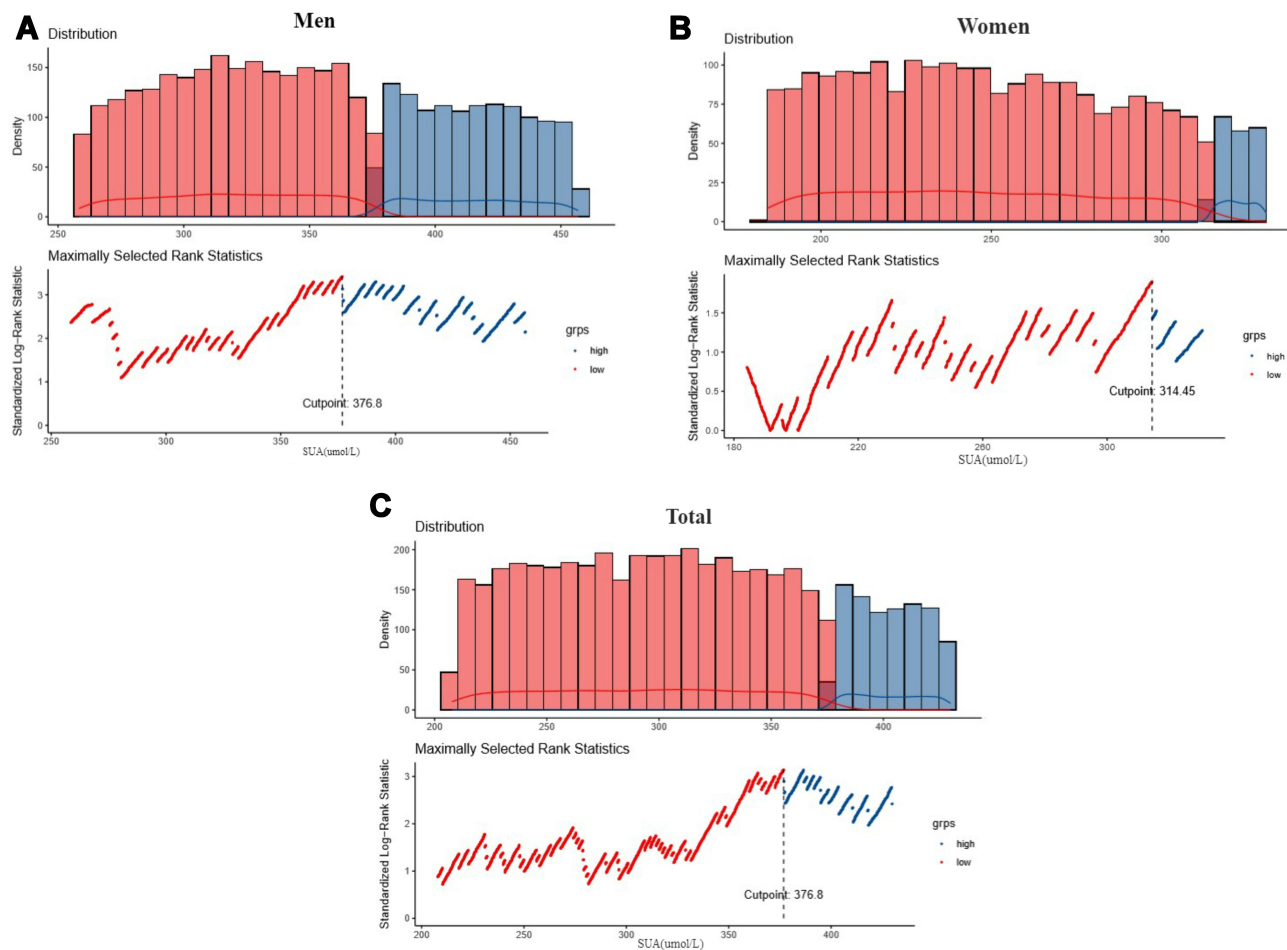 A
Men
Distribution
Density
150
100
50
0
250
300
350
400
450
Maximally Selected Rank Statistics
Standardized Log-Rank Statistic
3
2
1
0
Cutpoint: 376.8
250
300
350
400
450
SUA(umol/L)
grps
high
low
B
Women
Distribution
Density
100
75
50
25
0
200
250
300
Maximally Selected Rank Statistics
Standardized Log-Rank Statistic
1.5
1.0
0.5
0.0
Cutpoint: 314.45
180
220
260
300
SUA(umol/L)
grps
high
low
C
Total
Distribution
Density
200
150
100
50
0
200
250
300
350
400
Maximally Selected Rank Statistics
Standardized Log-Rank Statistic
3
2
1
0
Cutpoint: 376.8
200
250
300
350
400
SUA(umol/L)
grps
high
low